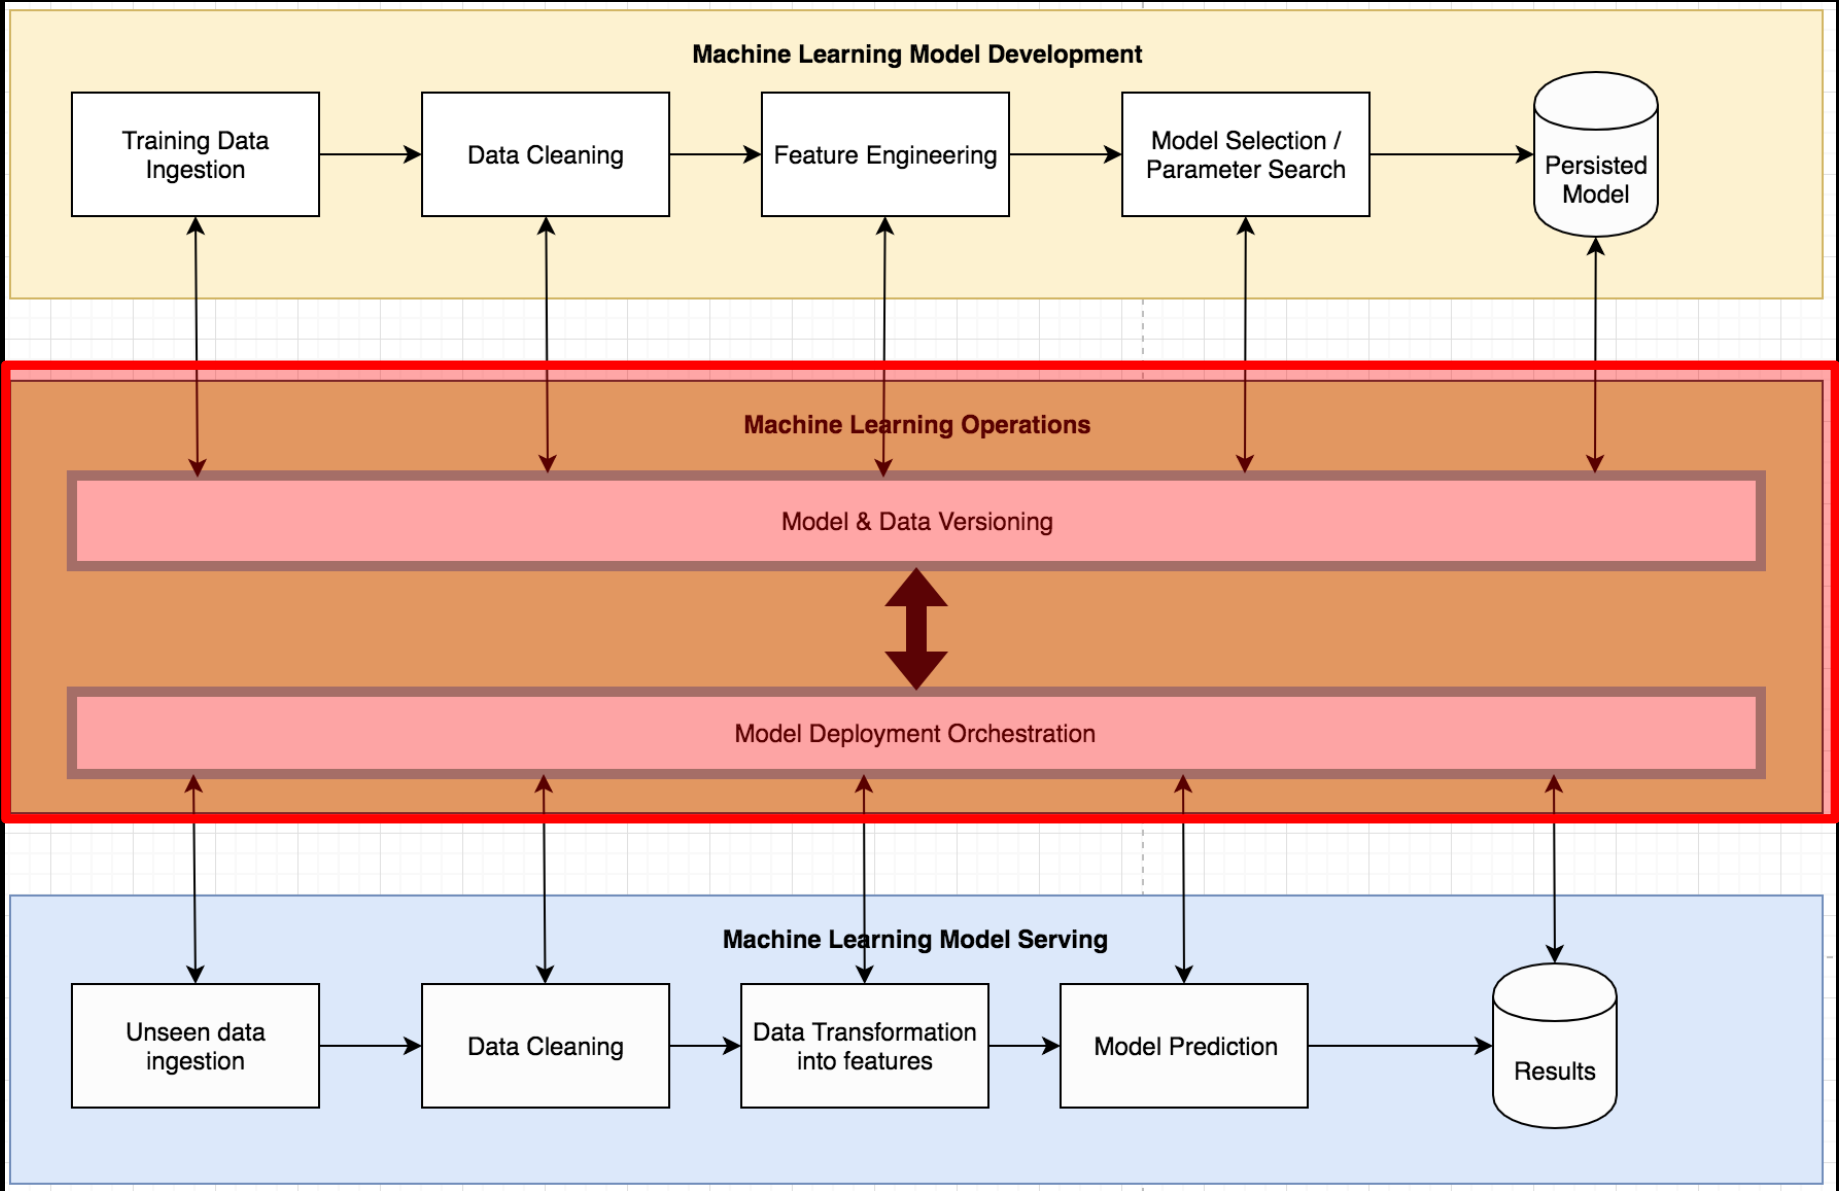 Machine Learning Model Development
Training Data
Ingestion
Data Cleaning
Feature Engineering
Model Selection /
Parameter Search
Persisted
Model
Machine Learning Operations
Model & Data Versioning
Model Deployment Orchestration
Machine Learning Model Serving
Unseen data
ingestion
Data Cleaning
Data Transformation
into features
Model Prediction
Results